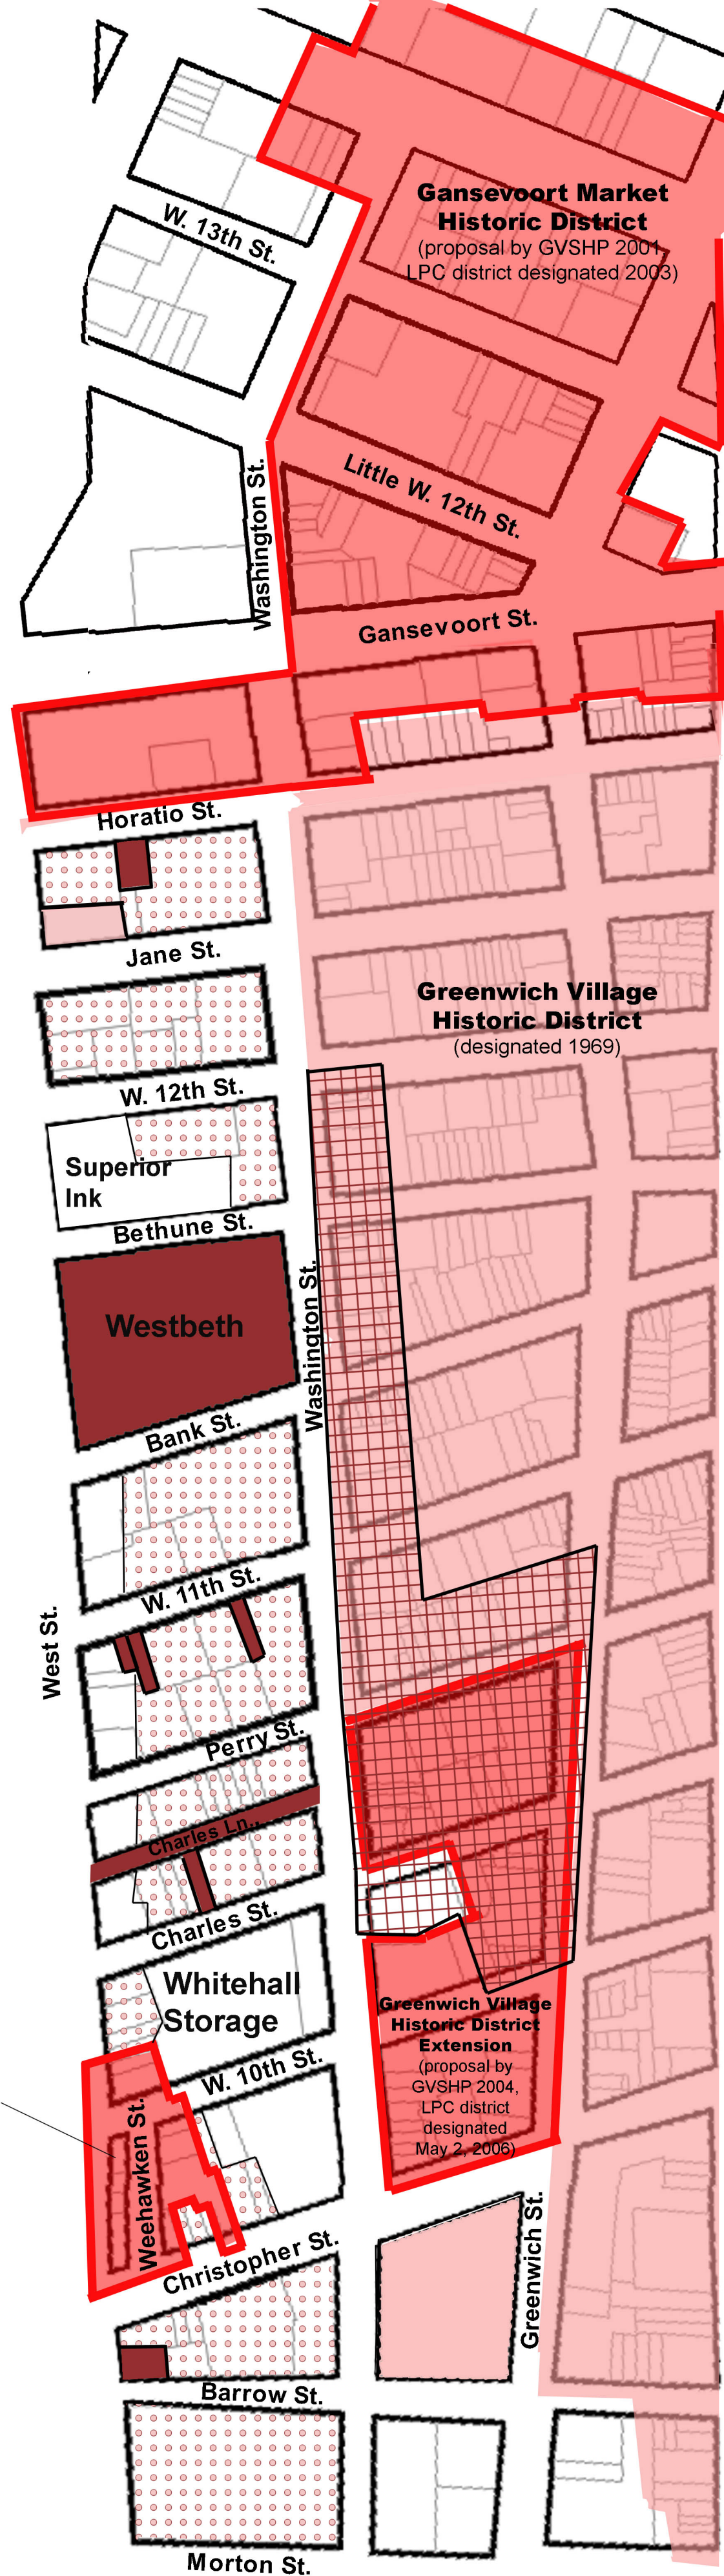 Gansevoort Market
Historic District
(proposal by GVSHP 2001
LPC district designated 2003)
W. 13th St.
Little W. 12th St.
Washington St.
Gansevoort St.
Horatio St.
Jane St.
Greenwich Village
Historic District
(designated 1969)
W. 12th St.
Superior
Ink
Bethune St.
Westbeth
Washington St.
Bank St.
W. 11th St.
West St.
Perry St.
Charles Ln.,
Charles St.
Whitehall
Storage
Greenwich Village
Historic District
Extension
(proposal by
GVSHP 2004,
LPC district
designated
May 2, 2006)
W. 10th St.
Weehawken St.
Christopher St.
Greenwich St.
Barrow St.
Morton St.